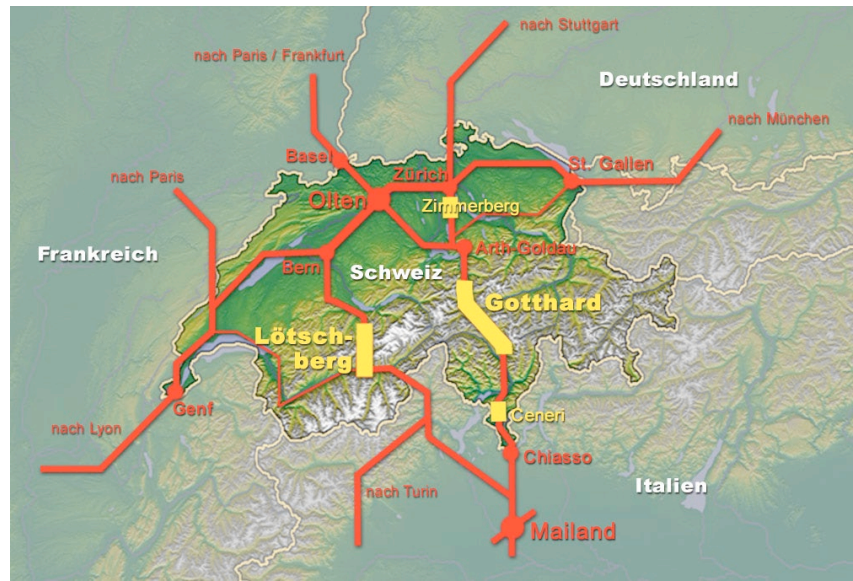 nach Stuttgart
nach Paris / Frankfurt
Deutschland
nach München
Basel
Zürich
St. Gallen
nach Paris
Olten
Zimmerberg
Frankreich
Arth-Goldau
Bern
Schweiz
Gotthard
Lötsch-
berg
Genf
Ceneri
nach Lyon
Chiasso
nach Turin
Italien
Mailand